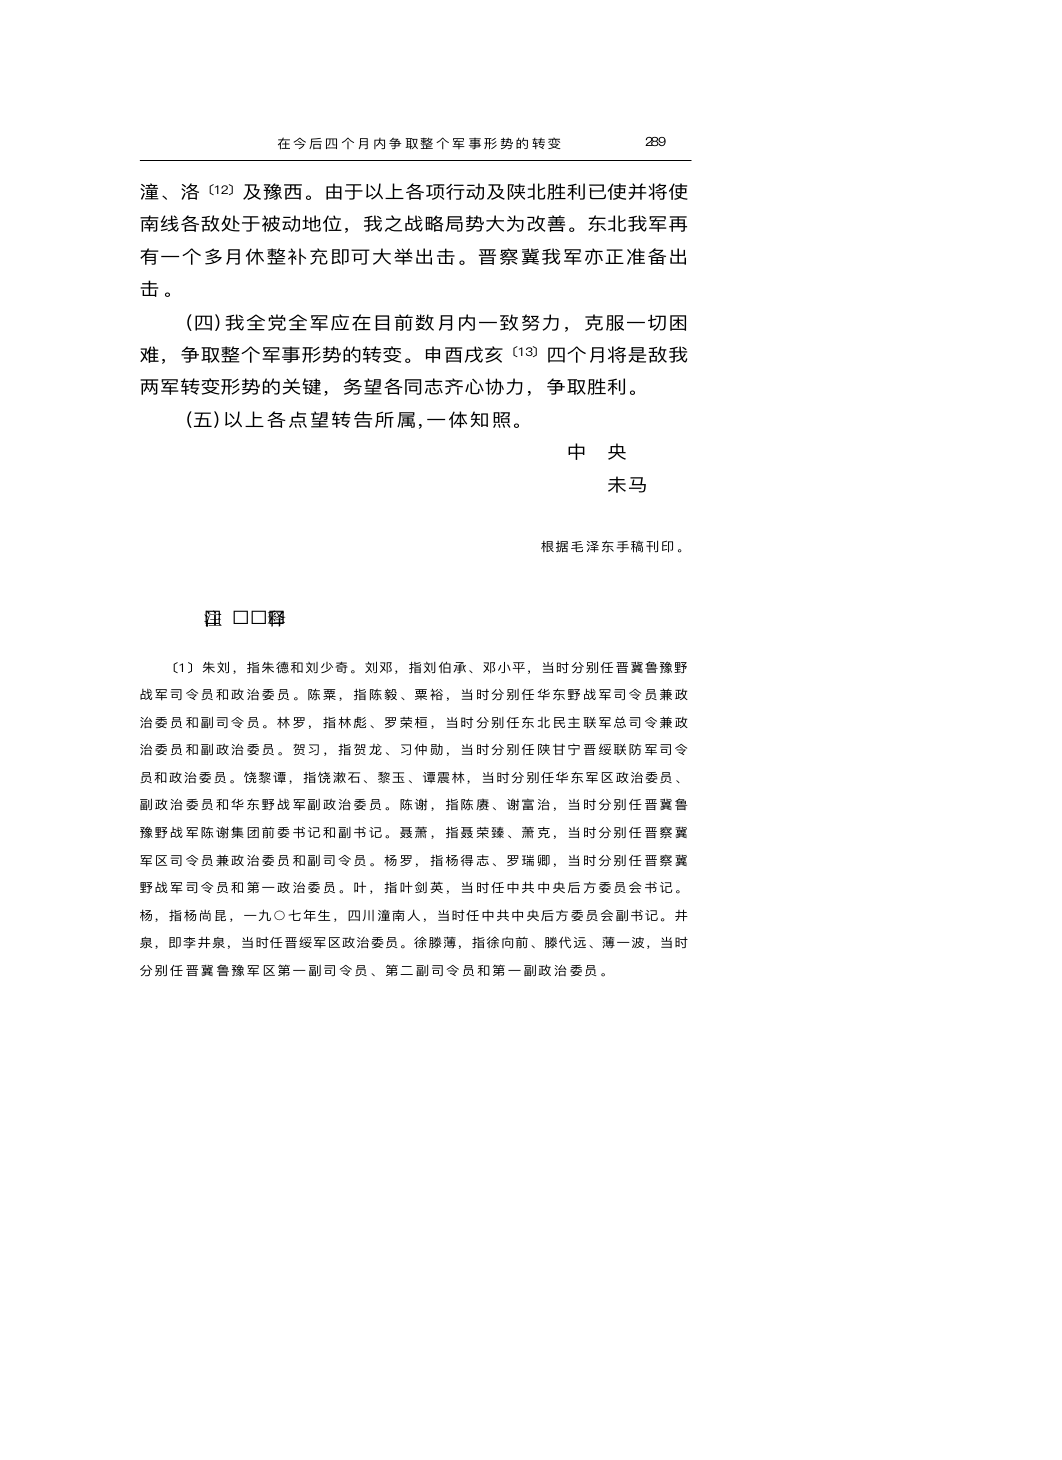 在今后四个月内争取整个军事形势的转变 289
潼、洛〔12〕及豫西。由于以上各项行动及陕北胜利已使并将使
南线各敌处于被动地位，我之战略局势大为改善。东北我军再
有一个多月休整补充即可大举出击。晋察冀我军亦正准备出
击。
(四)我全党全军应在目前数月内一致努力，克服一切困
难，争取整个军事形势的转变。申酉戌亥〔13〕四个月将是敌我
两军转变形势的关键，务望各同志齐心协力，争取胜利。
(五)以上各点望转告所属,一体知照。
中 央
未马
根据毛泽东手稿刊印。
注 □□释
〔1〕朱刘，指朱德和刘少奇。刘邓，指刘伯承、邓小平，当时分别任晋冀鲁豫野
战军司令员和政治委员。陈粟，指陈毅、粟裕，当时分别任华东野战军司令员兼政
治委员和副司令员。林罗，指林彪、罗荣桓，当时分别任东北民主联军总司令兼政
治委员和副政治委员。贺习，指贺龙、习仲勋，当时分别任陕甘宁晋绥联防军司令
员和政治委员。饶黎谭，指饶漱石、黎玉、谭震林，当时分别任华东军区政治委员、
副政治委员和华东野战军副政治委员。陈谢，指陈赓、谢富治，当时分别任晋冀鲁
豫野战军陈谢集团前委书记和副书记。聂萧，指聂荣臻、萧克，当时分别任晋察冀
军区司令员兼政治委员和副司令员。杨罗，指杨得志、罗瑞卿，当时分别任晋察冀
野战军司令员和第一政治委员。叶，指叶剑英，当时任中共中央后方委员会书记。
杨，指杨尚昆，一九〇七年生，四川潼南人，当时任中共中央后方委员会副书记。井
泉，即李井泉，当时任晋绥军区政治委员。徐滕薄，指徐向前、滕代远、薄一波，当时
分别任晋冀鲁豫军区第一副司令员、第二副司令员和第一副政治委员。